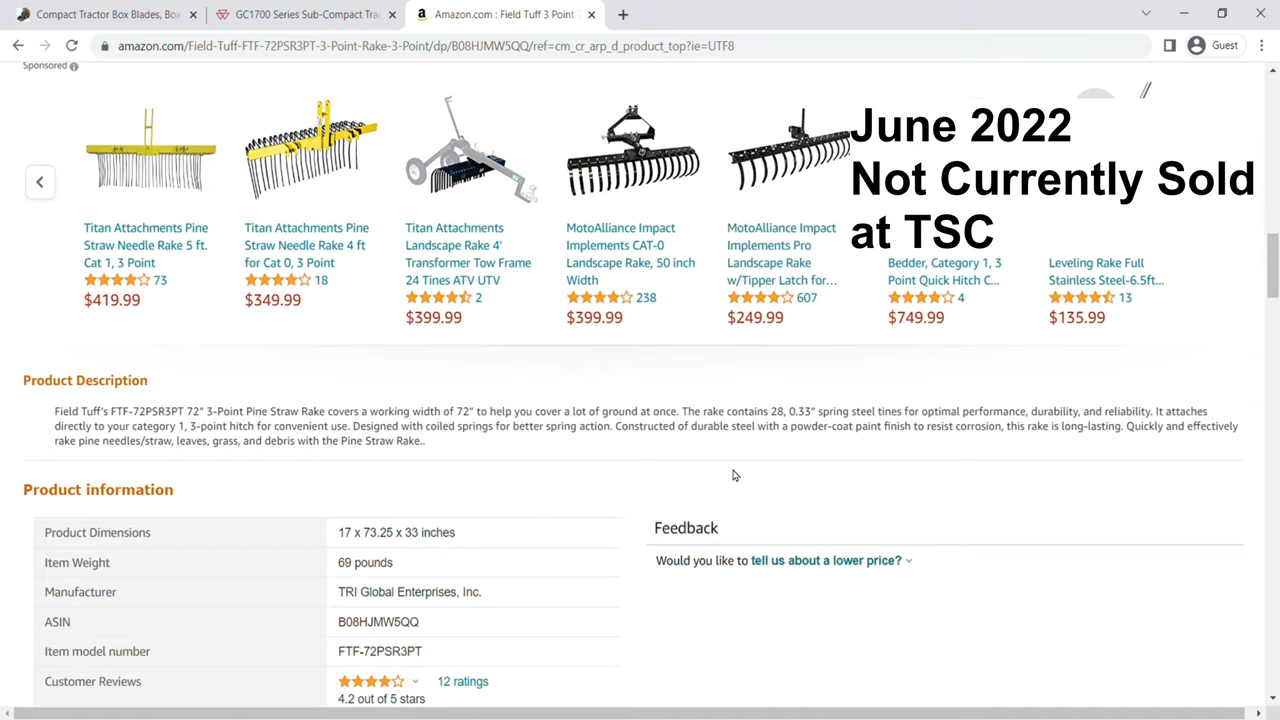 Compact Tractor Box Blades, Box
GC1700 Series Sub-Compact Trac
Amazon.com : Field Tuff 3 Point
amazon.com/Field-Tuff-FTF-72PSR3PT-3-Point-Rake-3-Point/dp/B08HJMW5QQ/ref=cm_cr_arp_d_product_top?ie=UTF8
Guest
Sponsored
June 2022
Not Currently Sold
at TSC
Titan Attachments Pine
Straw Needle Rake 5 ft.
Cat 1, 3 Point
73
$419.99
Titan Attachments Pine
Straw Needle Rake 4 ft
for Cat 0, 3 Point
18
$349.99
Titan Attachments
Landscape Rake 4'
Transformer Tow Frame
24 Tines ATV UTV
2
$399.99
MotoAlliance Impact
Implements CAT-0
Landscape Rake, 50 inch
Width
238
$399.99
MotoAlliance Impact
Implements Pro
Landscape Rake
w/Tipper Latch for...
607
$249.99
Bedder, Category 1, 3
Point Quick Hitch C...
4
$749.99
Leveling Rake Full
Stainless Steel-6.5ft...
13
$135.99
Product Description
Field Tuff's FTF-72PSR3PT 72" 3-Point Pine Straw Rake covers a working width of 72" to help you cover a lot of ground at once. The rake contains 28, 0.33" spring steel tines for optimal performance, durability, and reliability. It attaches
directly to your category 1, 3-point hitch for convenient use. Designed with coiled springs for better spring action. Constructed of durable steel with a powder-coat paint finish to resist corrosion, this rake is long-lasting. Quickly and effectively
rake pine needles/straw, leaves, grass, and debris with the Pine Straw Rake..
Product information
Product Dimensions 17 x 73.25 x 33 inches
Item Weight 69 pounds
Manufacturer TRI Global Enterprises, Inc.
ASIN B08HJMW5QQ
Item model number FTF-72PSR3PT
Customer Reviews 12 ratings
4.2 out of 5 stars
Feedback
Would you like to tell us about a lower price?